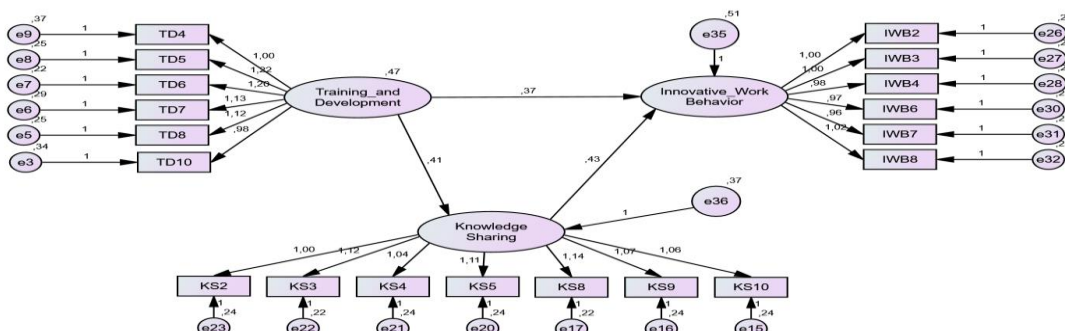 ,37
e9 1 TD4
,25
e8 1 TD5
,22
e7 1 TD6
,29
e6 1 TD7
,25
e5 1 TD8
,34
e3 1 TD10
1,00
1,22
1,20
1,13
1,12
,98
,47
Training_and
Development
,37
,51
e35
1
Innovative_Work
Behavior
1,00
1,00
,98
,97
,96
1,02
IWB2 1 e26
IWB3 1 e27
IWB4 1 e28
IWB6 1 e30
IWB7 1 e31
IWB8 1 e32
,41
,43
,37
e36
1
Knowledge
Sharing
1,00 1,12 1,04 1,11 1,14 1,07 1,06
KS2 KS3 KS4 KS5 KS8 KS9 KS10
1 1 1 1 1 1 1
,24 ,22 ,24 ,24 ,22 ,24 ,24
e23 e22 e21 e20 e17 e16 e15